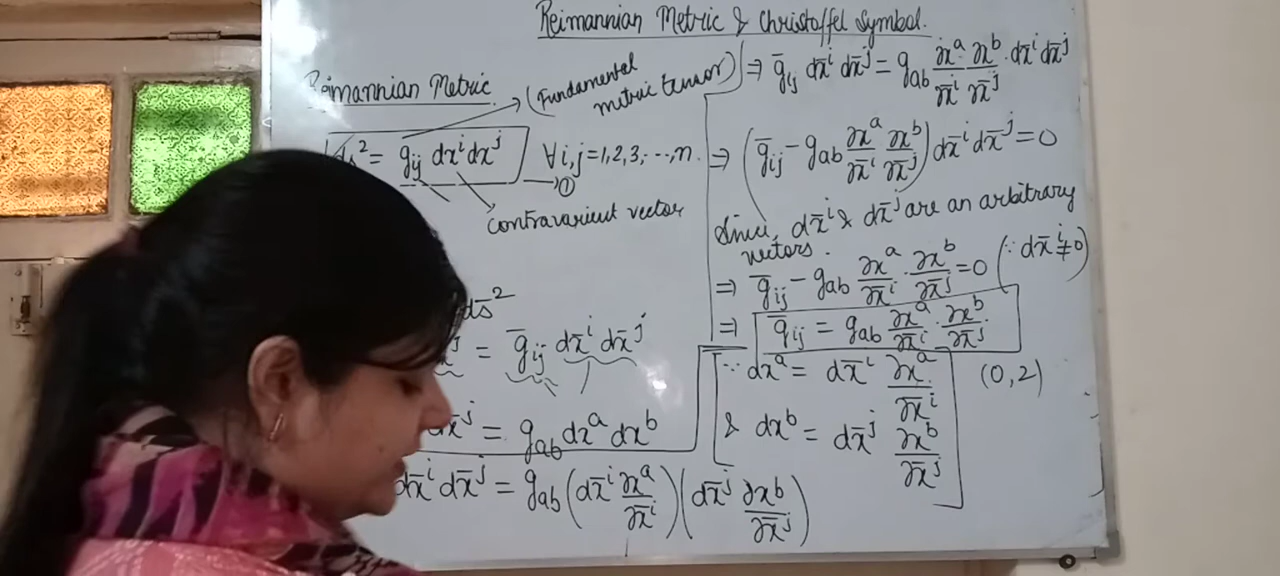 Reimannian Metric & Christoffel Symbol.
Reimannian Metric
(Fundamental
metric tensor)
ds² = g_ij dx^i dx^j ∀ i,j=1,2,3,...,n.
①
contravarient vector
ds̄²
= ḡ_ij dx̄^i dx̄^j
dx̄^j = g_ab dx^a dx^b
dx̄^i dx̄^j = g_ab (dx̄^i ∂x^a/∂x̄^i) (dx̄^j ∂x^b/∂x̄^j)
⇒ ḡ_ij dx̄^i dx̄^j = g_ab ∂x^a/∂x̄^i ∂x^b/∂x̄^j · dx̄^i dx̄^j
⇒ (ḡ_ij - g_ab ∂x^a/∂x̄^i ∂x^b/∂x̄^j) dx̄^i dx̄^j = 0
Since, dx̄^i & dx̄^j are an arbitrary
vectors.
⇒ ḡ_ij - g_ab ∂x^a/∂x̄^i · ∂x^b/∂x̄^j = 0 (∵ dx̄^i ≠ 0)
⇒ ḡ_ij = g_ab ∂x^a/∂x̄^i · ∂x^b/∂x̄^j
∵ dx^a = dx̄^i ∂x^a/∂x̄^i (0,2)
& dx^b = dx̄^j ∂x^b/∂x̄^j